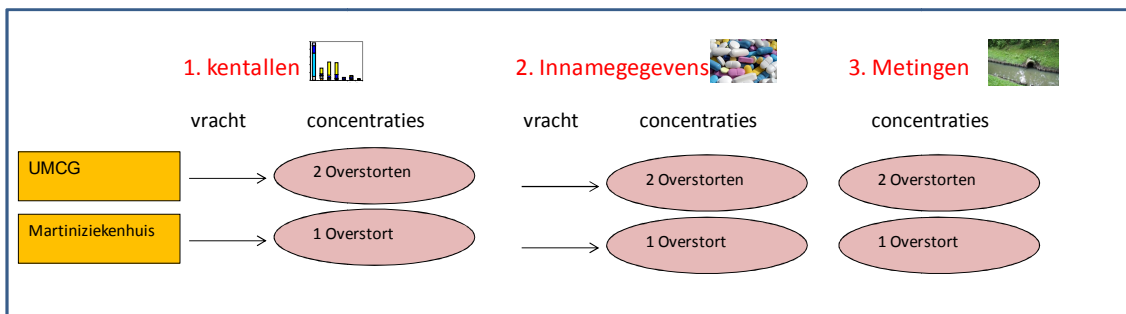 1. kentallen
2. Innamegegevens
3. Metingen
vracht concentraties vracht concentraties concentraties
UMCG 2 Overstorten 2 Overstorten 2 Overstorten
Martiniziekenhuis 1 Overstort 1 Overstort 1 Overstort